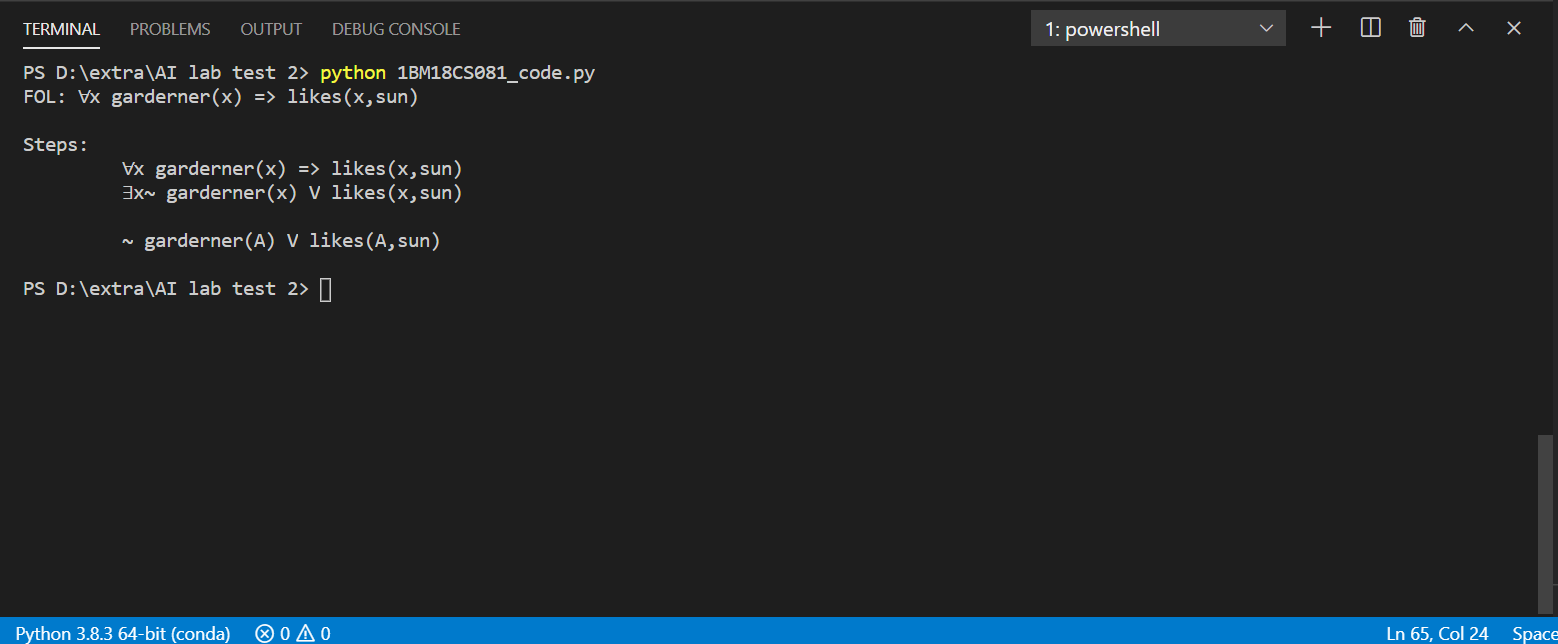 TERMINAL PROBLEMS OUTPUT DEBUG CONSOLE 1: powershell
PS D:\extra\AI lab test 2> python 1BM18CS081_code.py
FOL: ∀x garderner(x) => likes(x,sun)
Steps:
∀x garderner(x) => likes(x,sun)
∃x~ garderner(x) V likes(x,sun)
~ garderner(A) V likes(A,sun)
PS D:\extra\AI lab test 2>
Python 3.8.3 64-bit (conda) 0 0 Ln 65, Col 24 Space